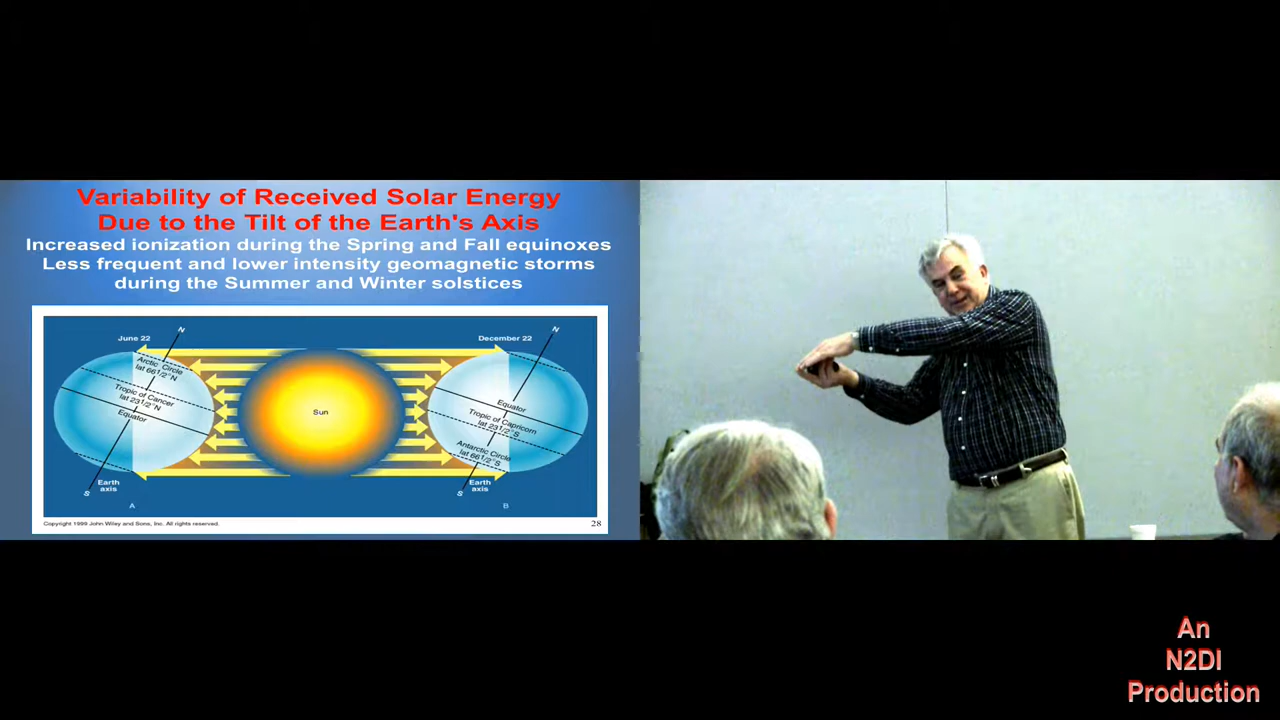 Variability of Received Solar Energy
Due to the Tilt of the Earth's Axis
Increased ionization during the Spring and Fall equinoxes
Less frequent and lower intensity geomagnetic storms
during the Summer and Winter solstices
June 22
N
Arctic Circle
lat 66 1/2° N
Tropic of Cancer
lat 23 1/2° N
Equator
S
Earth
axis
A
Sun
December 22
N
Equator
Tropic of Capricorn
lat 23 1/2° S
Antarctic Circle
lat 66 1/2° S
S
Earth
axis
B
Copyright 1999 John Wiley and Sons, Inc. All rights reserved.
28
An
N2DI
Production